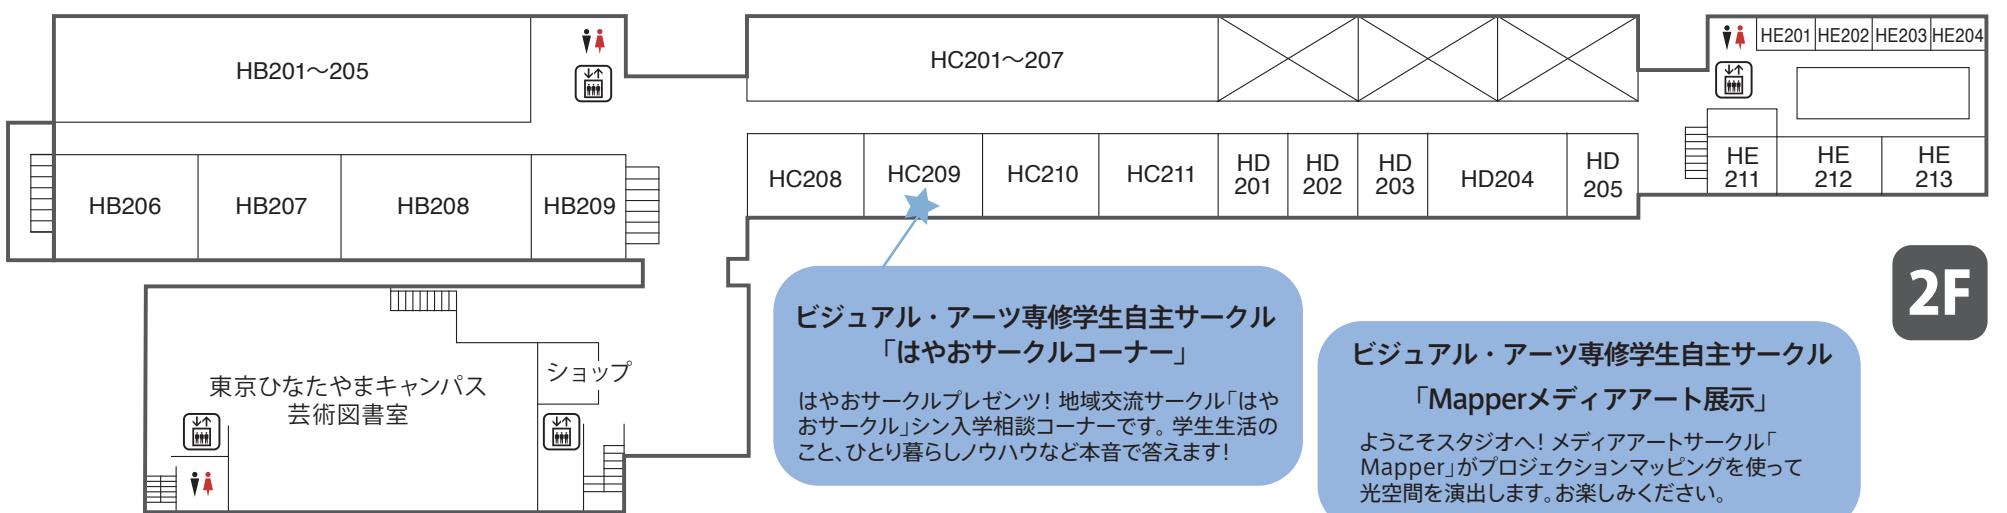 HB201〜205
HC201〜207
HE201 HE202 HE203 HE204
HB206
HB207
HB208
HB209
HC208
HC209
HC210
HC211
HD
201
HD
202
HD
203
HD204
HD
205
HE
211
HE
212
HE
213
2F
東京ひなたやまキャンパス
芸術図書室
ショップ
ビジュアル・アーツ専修学生自主サークル
「はやおサークルコーナー」
はやおサークルプレゼンツ！地域交流サークル「はや
おサークル」シン入学相談コーナーです。学生生活の
こと、ひとり暮らしノウハウなど本音で答えます！
ビジュアル・アーツ専修学生自主サークル
「Mapperメディアアート展示」
ようこそスタジオへ！メディアアートサークル「
Mapper」がプロジェクションマッピングを使って
光空間を演出します。お楽しみください。